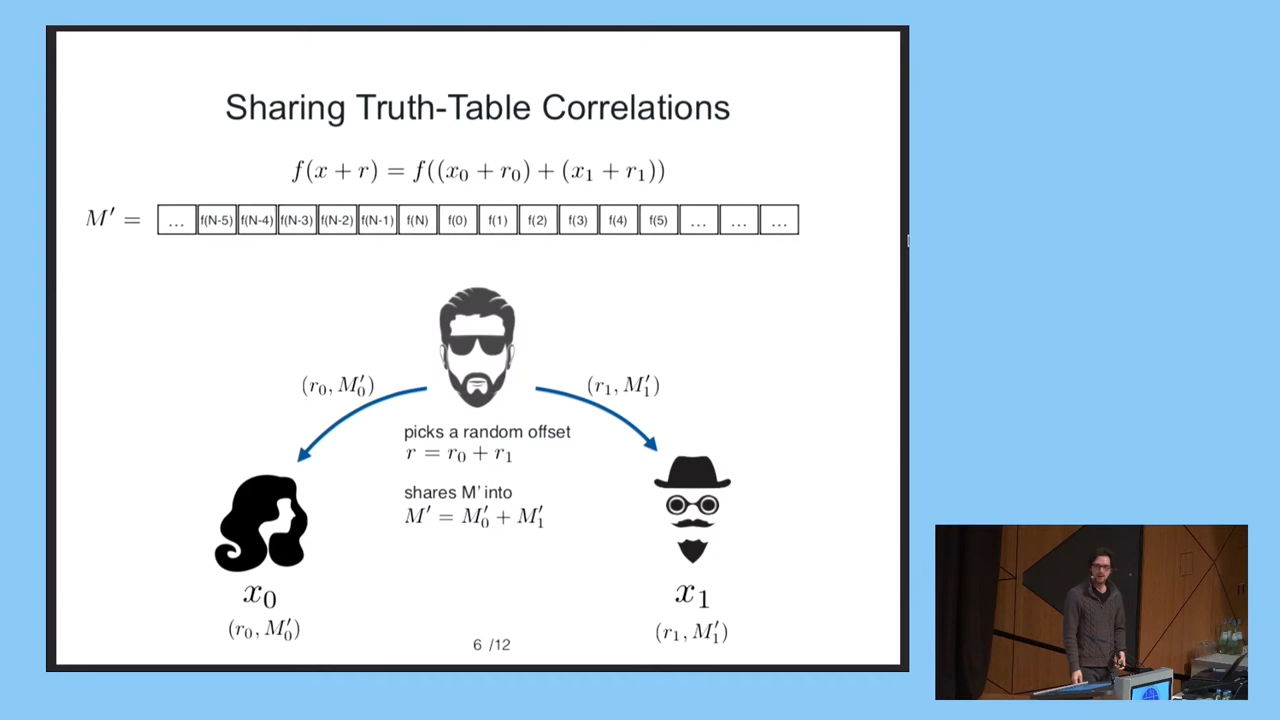 Sharing Truth-Table Correlations
f(x + r) = f((x₀ + r₀) + (x₁ + r₁))
M′ = … f(N-5) f(N-4) f(N-3) f(N-2) f(N-1) f(N) f(0) f(1) f(2) f(3) f(4) f(5) … … …
(r₀, M′₀) (r₁, M′₁)
picks a random offset
r = r₀ + r₁
shares M' into
M′ = M′₀ + M′₁
x₀ x₁
(r₀, M′₀) (r₁, M′₁)
6 /12